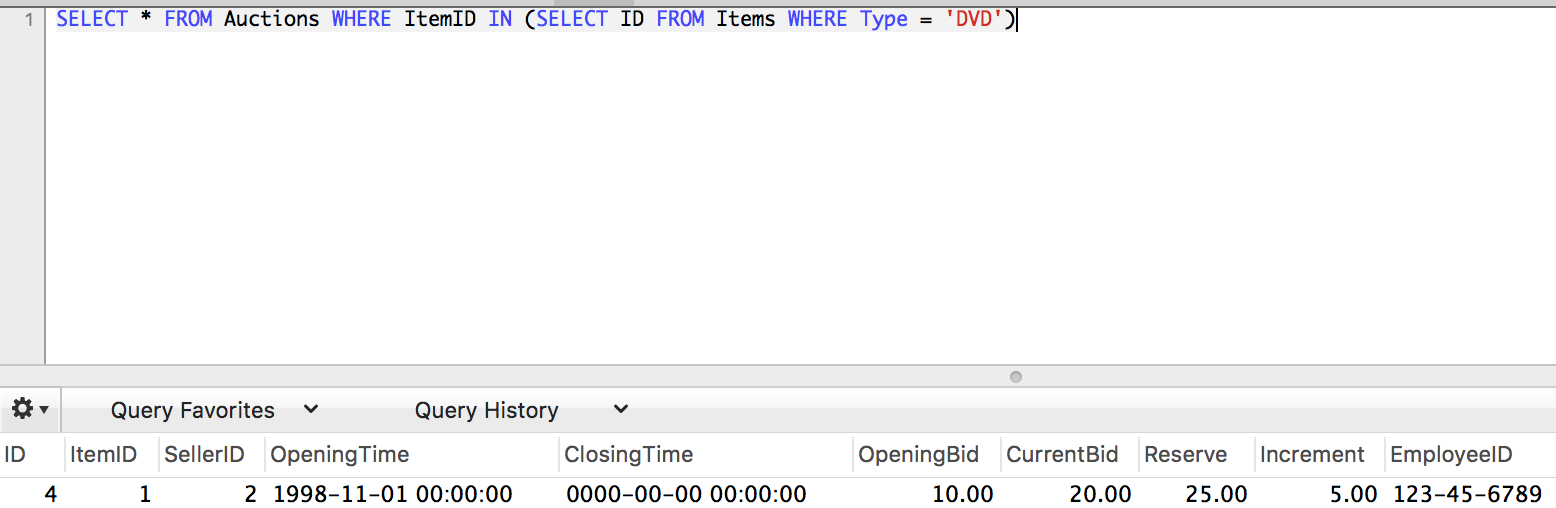 1 SELECT * FROM Auctions WHERE ItemID IN (SELECT ID FROM Items WHERE Type = 'DVD')
Query Favorites Query History
ID ItemID SellerID OpeningTime ClosingTime OpeningBid CurrentBid Reserve Increment EmployeeID
4 1 2 1998-11-01 00:00:00 0000-00-00 00:00:00 10.00 20.00 25.00 5.00 123-45-6789